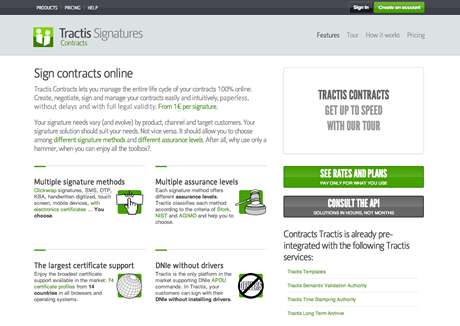 PRODUCTS PRICING HELP
Sign in Create an account
Tractis Signatures
Contracts
Features Tour How it works Pricing
Sign contracts online
Tractis Contracts lets you manage the entire life cycle of your contracts 100% online.
Create, negotiate, sign and manage your contracts easily and intuitively, paperless,
without delays and with full legal validity. From 1€ per signature.
Your signature needs vary (and evolve) by product, channel and target customers. Your
signature solution should suit your needs. Not vice versa. It should allow you to choose
among different signature methods and different assurance levels. After all, why use only a
hammer, when you can enjoy all the toolbox?.
Multiple signature methods
Clickwrap signatures, SMS, OTP,
KBA, handwritten digitized, touch
screen, mobile devices, with
electronic certificates ... You
choose.
Multiple assurance levels
Each signature method offers
different assurance levels.
Tractis classifies each method
according to the criteria of Stork,
NIST and AGIMO and help you to
choose.
The largest certificate support
Enjoy the broadest certificate
support available in the market: 74
certificate profiles from 14
countries in all browsers and
operating systems.
DNIe without drivers
Tractis is the only platform in the
market supporting DNIe APDU
commands. In Tractis, your
customers can sign with their
DNIe without installing drivers.
TRACTIS CONTRACTS
GET UP TO SPEED
WITH OUR TOUR
SEE RATES AND PLANS
PAY ONLY FOR WHAT YOU USE
CONSULT THE API
SOLUTIONS IN HOURS, NOT MONTHS
Contracts Tractis is already pre-
integrated with the following Tractis
services:
Tractis Templates
Tractis Semantic Validation Authority
Tractis Time Stamping Authority
Tractis Long Term Archive